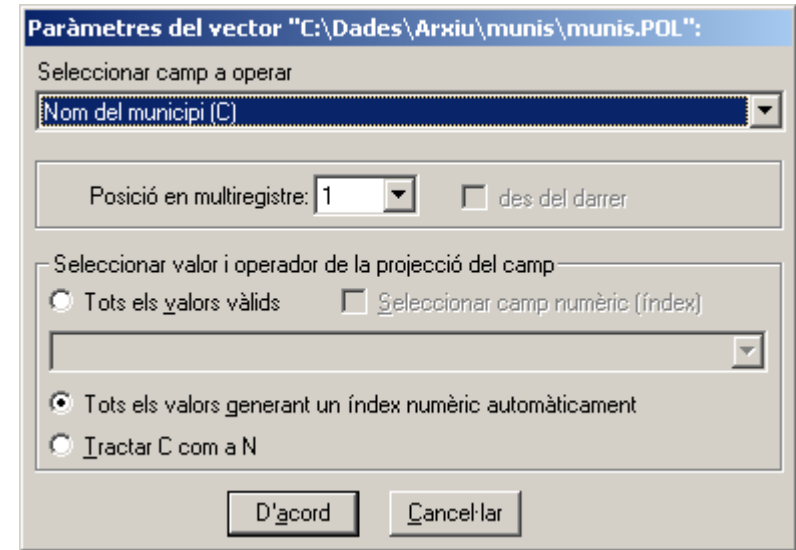 Paràmetres del vector "C:\Dades\Arxiu\munis\munis.POL":
Seleccionar camp a operar
Nom del municipi (C)
Posició en multiregistre: 1 des del darrer
Seleccionar valor i operador de la projecció del camp
Tots els valors vàlids Seleccionar camp numèric (índex)
Tots els valors generant un índex numèric automàticament
Tractar C com a N
D'acord Cancel·lar